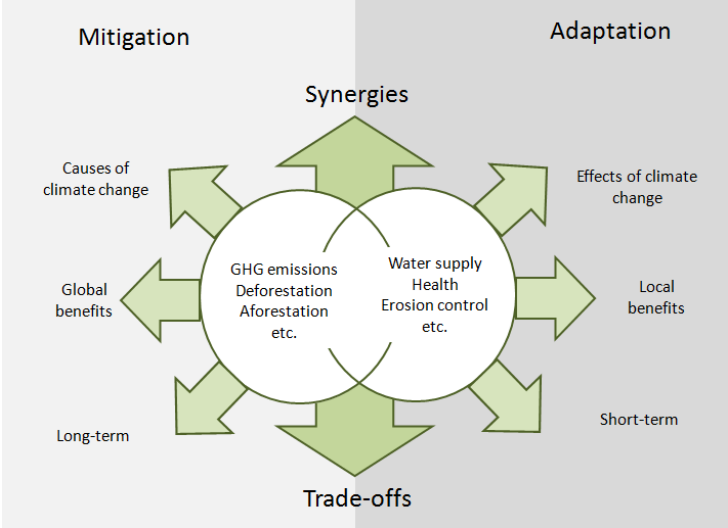 Mitigation
Adaptation
Synergies
Causes of
climate change
Effects of climate
change
GHG emissions
Deforestation
Aforestation
etc.
Water supply
Health
Erosion control
etc.
Global
benefits
Local
benefits
Long-term
Short-term
Trade-offs